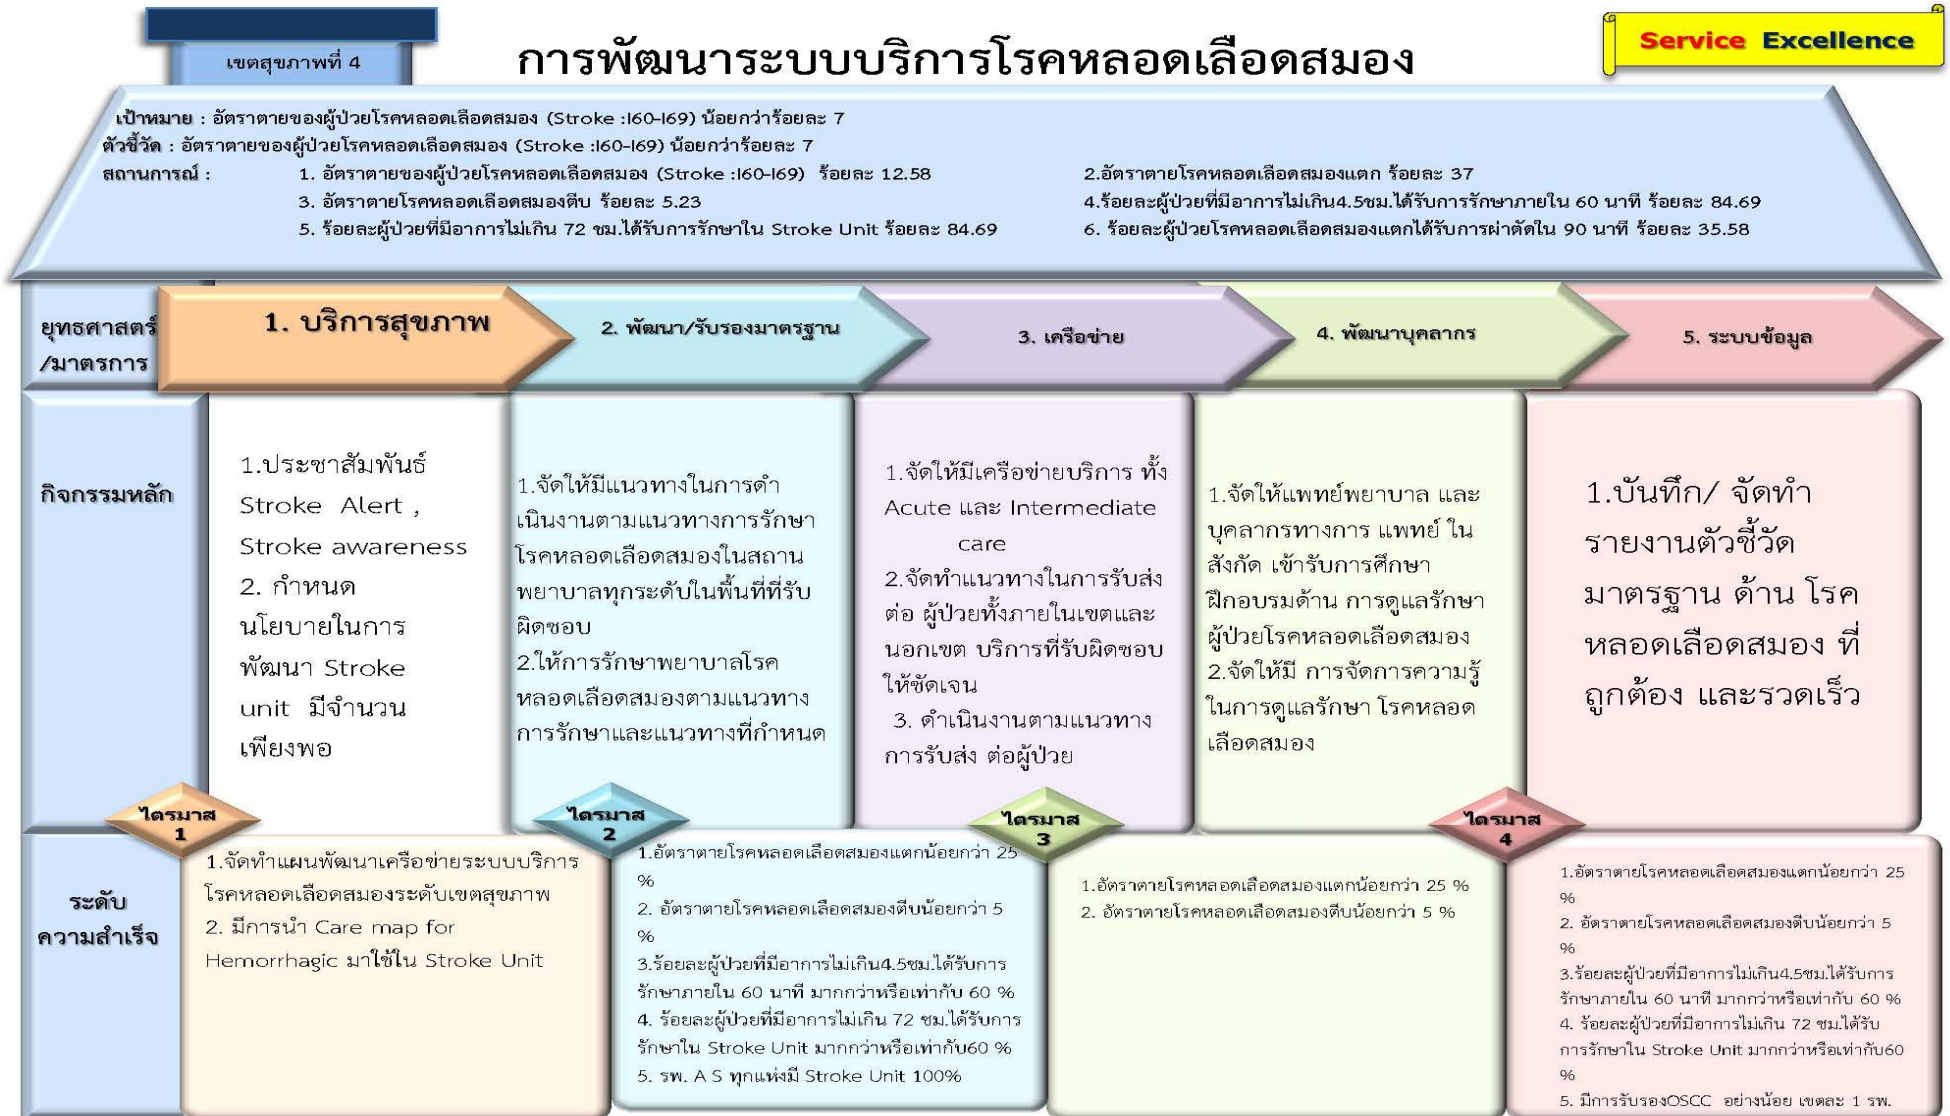 เขตสุขภาพที่ 4
การพัฒนาระบบบริการโรคหลอดเลือดสมอง
Service Excellence
เป้าหมาย : อัตราตายของผู้ป่วยโรคหลอดเลือดสมอง (Stroke :I60-I69) น้อยกว่าร้อยละ 7
ตัวชี้วัด : อัตราตายของผู้ป่วยโรคหลอดเลือดสมอง (Stroke :I60-I69) น้อยกว่าร้อยละ 7
สถานการณ์ : 1. อัตราตายของผู้ป่วยโรคหลอดเลือดสมอง (Stroke :I60-I69) ร้อยละ 12.58 2.อัตราตายโรคหลอดเลือดสมองแตก ร้อยละ 37
3. อัตราตายโรคหลอดเลือดสมองตีบ ร้อยละ 5.23 4.ร้อยละผู้ป่วยที่มีอาการไม่เกิน4.5ชม.ได้รับการรักษาภายใน 60 นาที ร้อยละ 84.69
5. ร้อยละผู้ป่วยที่มีอาการไม่เกิน 72 ชม.ได้รับการรักษาใน Stroke Unit ร้อยละ 84.69 6. ร้อยละผู้ป่วยโรคหลอดเลือดสมองแตกได้รับการผ่าตัดใน 90 นาที ร้อยละ 35.58
ยุทธศาสตร์
/มาตรการ
1. บริการสุขภาพ
2. พัฒนา/รับรองมาตรฐาน
3. เครือข่าย
4. พัฒนาบุคลากร
5. ระบบข้อมูล
กิจกรรมหลัก
1.ประชาสัมพันธ์
Stroke Alert ,
Stroke awareness
2. กำหนด
นโยบายในการ
พัฒนา Stroke
unit มีจำนวน
เพียงพอ
1.จัดให้มีแนวทางในการดำ
เนินงานตามแนวทางการรักษา
โรคหลอดเลือดสมองในสถาน
พยาบาลทุกระดับในพื้นที่ที่รับ
ผิดชอบ
2.ให้การรักษาพยาบาลโรค
หลอดเลือดสมองตามแนวทาง
การรักษาและแนวทางที่กำหนด
1.จัดให้มีเครือข่ายบริการ ทั้ง
Acute และ Intermediate
care
2.จัดทำแนวทางในการรับส่ง
ต่อ ผู้ป่วยทั้งภายในเขตและ
นอกเขต บริการที่รับผิดชอบ
ให้ชัดเจน
3. ดำเนินงานตามแนวทาง
การรับส่ง ต่อผู้ป่วย
1.จัดให้แพทย์พยาบาล และ
บุคลากรทางการ แพทย์ ใน
สังกัด เข้ารับการศึกษา
ฝึกอบรมด้าน การดูแลรักษา
ผู้ป่วยโรคหลอดเลือดสมอง
2.จัดให้มี การจัดการความรู้
ในการดูแลรักษา โรคหลอด
เลือดสมอง
1.บันทึก/ จัดทำ
รายงานตัวชี้วัด
มาตรฐาน ด้าน โรค
หลอดเลือดสมอง ที่
ถูกต้อง และรวดเร็ว
ระดับ
ความสำเร็จ
ไตรมาส
1
1.จัดทำแผนพัฒนาเครือข่ายระบบบริการ
โรคหลอดเลือดสมองระดับเขตสุขภาพ
2. มีการนำ Care map for
Hemorrhagic มาใช้ใน Stroke Unit
ไตรมาส
2
1.อัตราตายโรคหลอดเลือดสมองแตกน้อยกว่า 25
%
2. อัตราตายโรคหลอดเลือดสมองตีบน้อยกว่า 5
%
3.ร้อยละผู้ป่วยที่มีอาการไม่เกิน4.5ชม.ได้รับการ
รักษาภายใน 60 นาที มากกว่าหรือเท่ากับ 60 %
4. ร้อยละผู้ป่วยที่มีอาการไม่เกิน 72 ชม.ได้รับการ
รักษาใน Stroke Unit มากกว่าหรือเท่ากับ60 %
5. รพ. A S ทุกแห่งมี Stroke Unit 100%
ไตรมาส
3
1.อัตราตายโรคหลอดเลือดสมองแตกน้อยกว่า 25 %
2. อัตราตายโรคหลอดเลือดสมองตีบน้อยกว่า 5 %
ไตรมาส
4
1.อัตราตายโรคหลอดเลือดสมองแตกน้อยกว่า 25
%
2. อัตราตายโรคหลอดเลือดสมองตีบน้อยกว่า 5
%
3.ร้อยละผู้ป่วยที่มีอาการไม่เกิน4.5ชม.ได้รับการ
รักษาภายใน 60 นาที มากกว่าหรือเท่ากับ 60 %
4. ร้อยละผู้ป่วยที่มีอาการไม่เกิน 72 ชม.ได้รับ
การรักษาใน Stroke Unit มากกว่าหรือเท่ากับ60
%
5. มีการรับรองOSCC อย่างน้อย เขตละ 1 รพ.